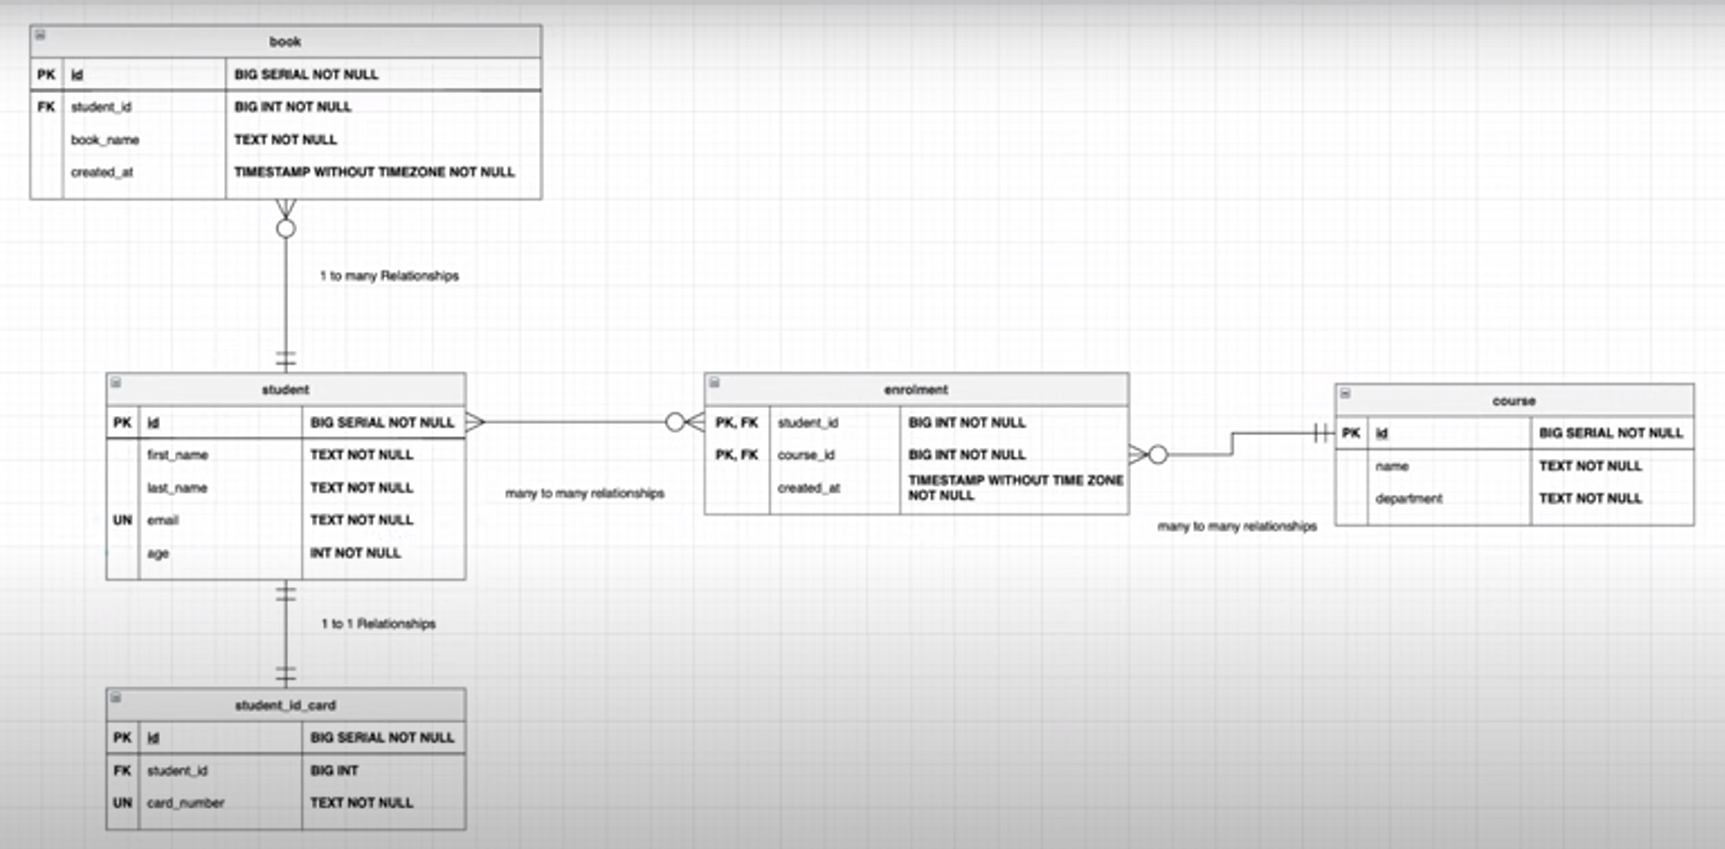 book
PK id BIG SERIAL NOT NULL
FK student_id BIG INT NOT NULL
book_name TEXT NOT NULL
created_at TIMESTAMP WITHOUT TIMEZONE NOT NULL
1 to many Relationships
student
PK id BIG SERIAL NOT NULL
first_name TEXT NOT NULL
last_name TEXT NOT NULL
UN email TEXT NOT NULL
age INT NOT NULL
many to many relationships
enrolment
PK, FK student_id BIG INT NOT NULL
PK, FK course_id BIG INT NOT NULL
created_at TIMESTAMP WITHOUT TIME ZONE
NOT NULL
many to many relationships
course
PK id BIG SERIAL NOT NULL
name TEXT NOT NULL
department TEXT NOT NULL
1 to 1 Relationships
student_id_card
PK id BIG SERIAL NOT NULL
FK student_id BIG INT
UN card_number TEXT NOT NULL